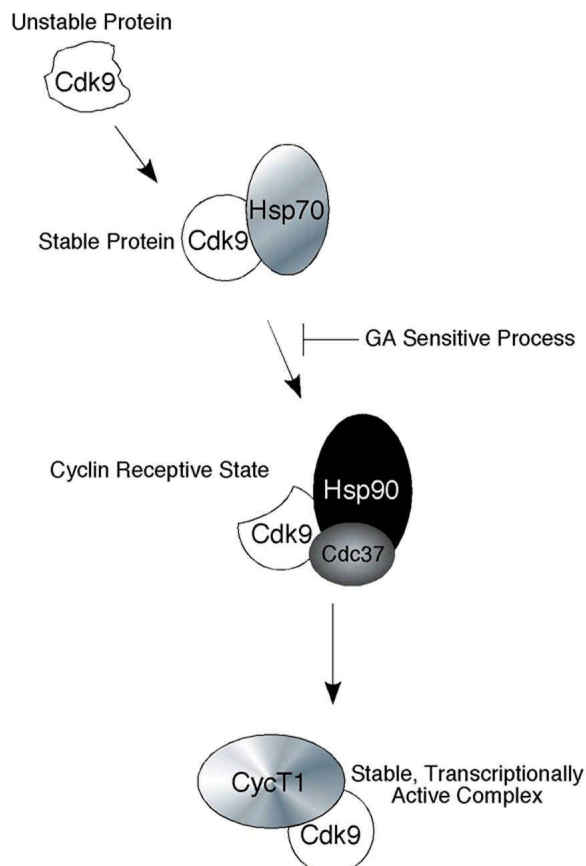 Unstable Protein
Cdk9
Hsp70
Stable Protein
Cdk9
GA Sensitive Process
Cyclin Receptive State
Hsp90
Cdk9
Cdc37
CycT1
Stable, Transcriptionally
Active Complex
Cdk9